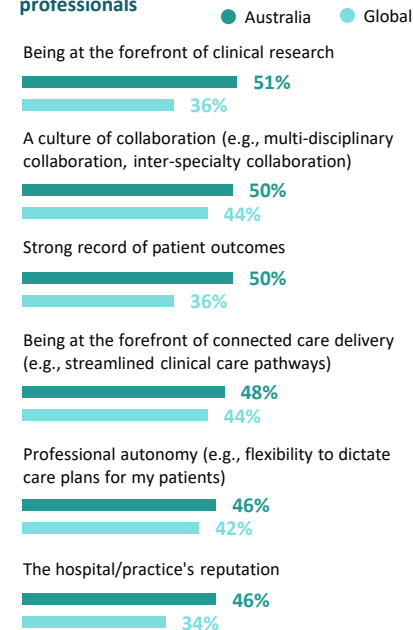 professionals
Australia Global
Being at the forefront of clinical research
51%
36%
A culture of collaboration (e.g., multi-disciplinary
collaboration, inter-specialty collaboration)
50%
44%
Strong record of patient outcomes
50%
36%
Being at the forefront of connected care delivery
(e.g., streamlined clinical care pathways)
48%
44%
Professional autonomy (e.g., flexibility to dictate
care plans for my patients)
46%
42%
The hospital/practice's reputation
46%
34%